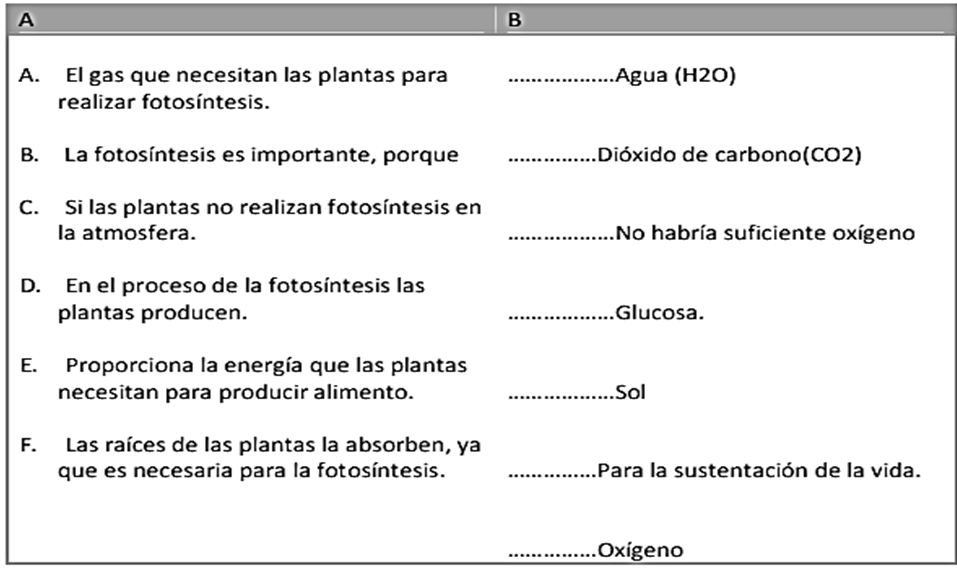 A
B
A. El gas que necesitan las plantas para
realizar fotosíntesis.
B. La fotosíntesis es importante, porque
C. Si las plantas no realizan fotosíntesis en
la atmosfera.
D. En el proceso de la fotosíntesis las
plantas producen.
E. Proporciona la energía que las plantas
necesitan para producir alimento.
F. Las raíces de las plantas la absorben, ya
que es necesaria para la fotosíntesis.
..................Agua (H2O)
...............Dióxido de carbono(CO2)
..................No habría suficiente oxígeno
..................Glucosa.
..................Sol
...............Para la sustentación de la vida.
...............Oxígeno